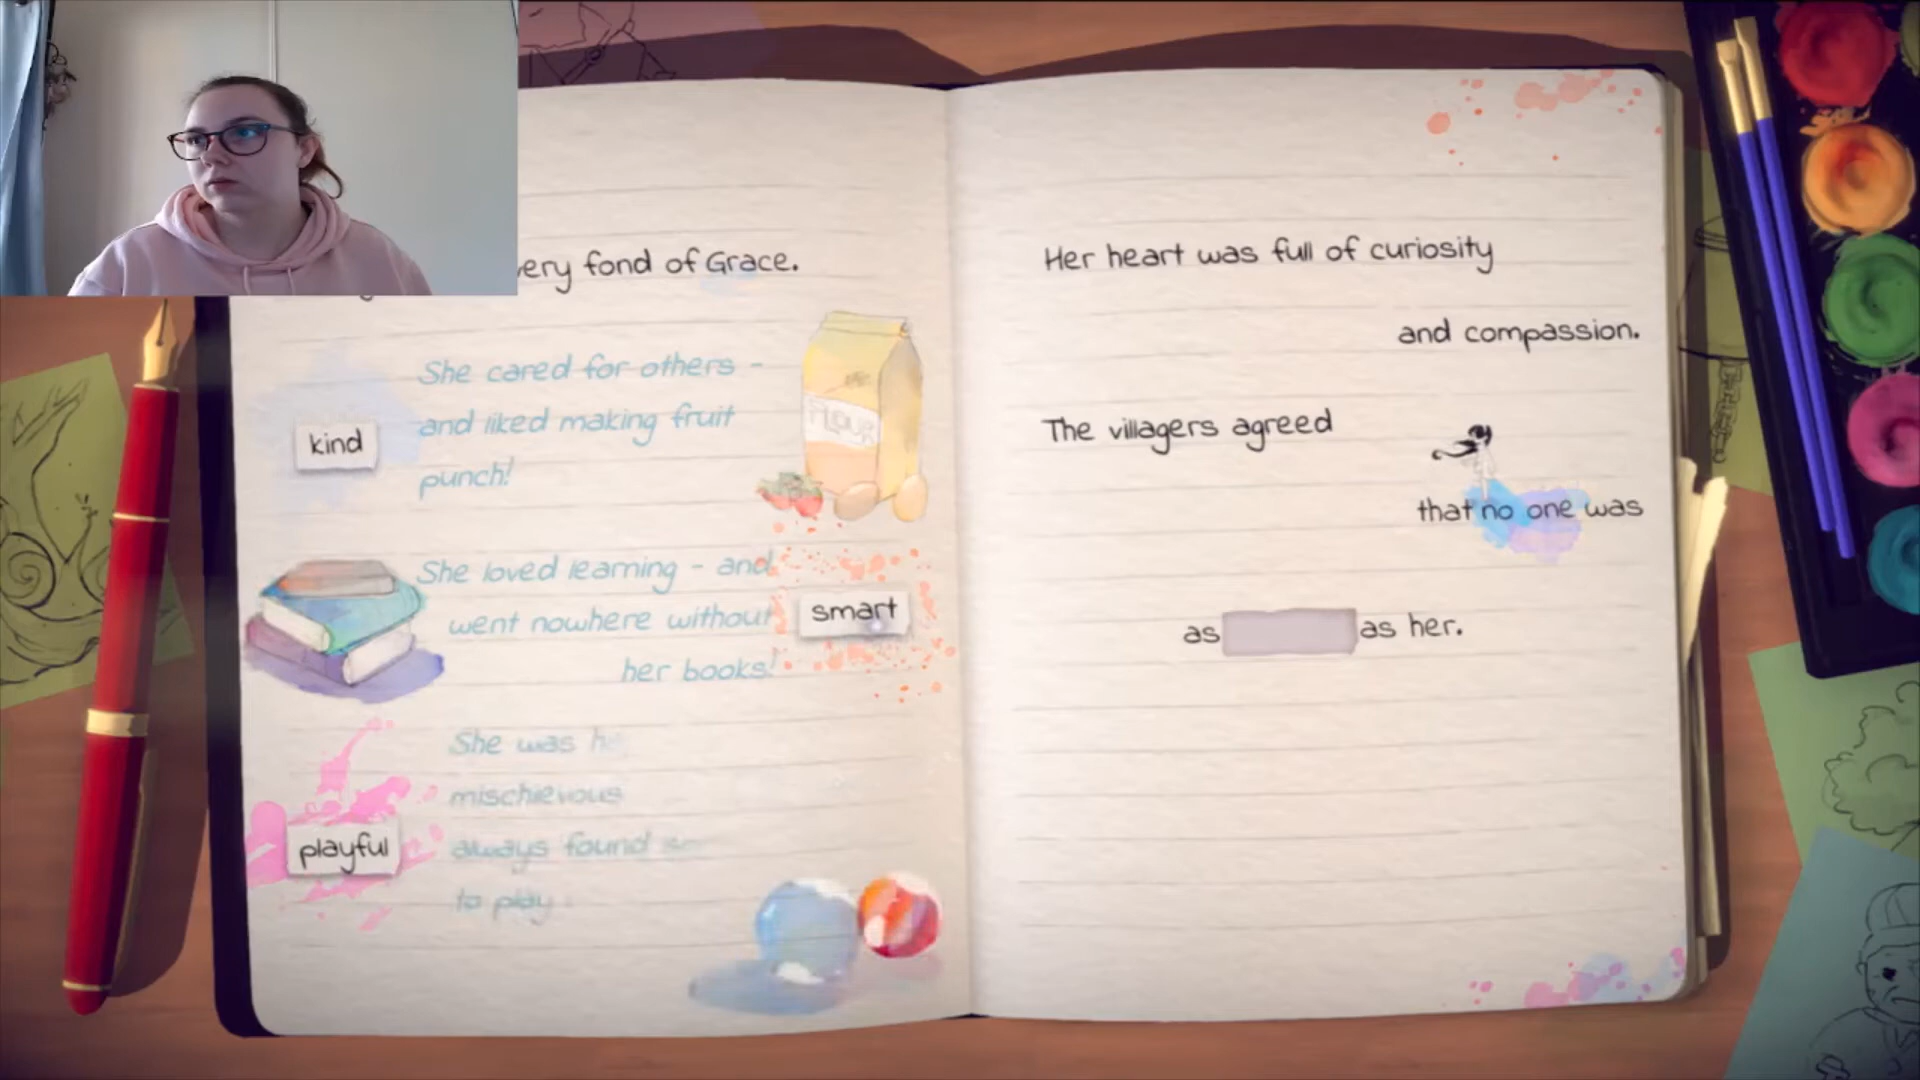 ery fond of Grace.
She cared for others -
and liked making fruit
punch!
kind
FLOUR
She loved learning - and
went nowhere without
her books!
smart
She was
mischievous
always found
to play
playful
Her heart was full of curiosity
and compassion.
The villagers agreed
that no one was
as
as her.